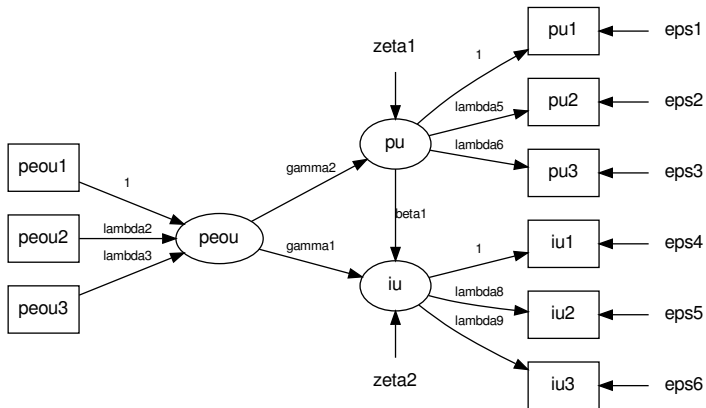 pu1
eps1
zeta1
1
pu2
eps2
lambda5
pu
lambda6
pu3
eps3
peou1
gamma2
1
peou2
lambda2
peou
beta1
iu1
eps4
1
lambda3
gamma1
peou3
iu
lambda8
iu2
eps5
lambda9
zeta2
iu3
eps6